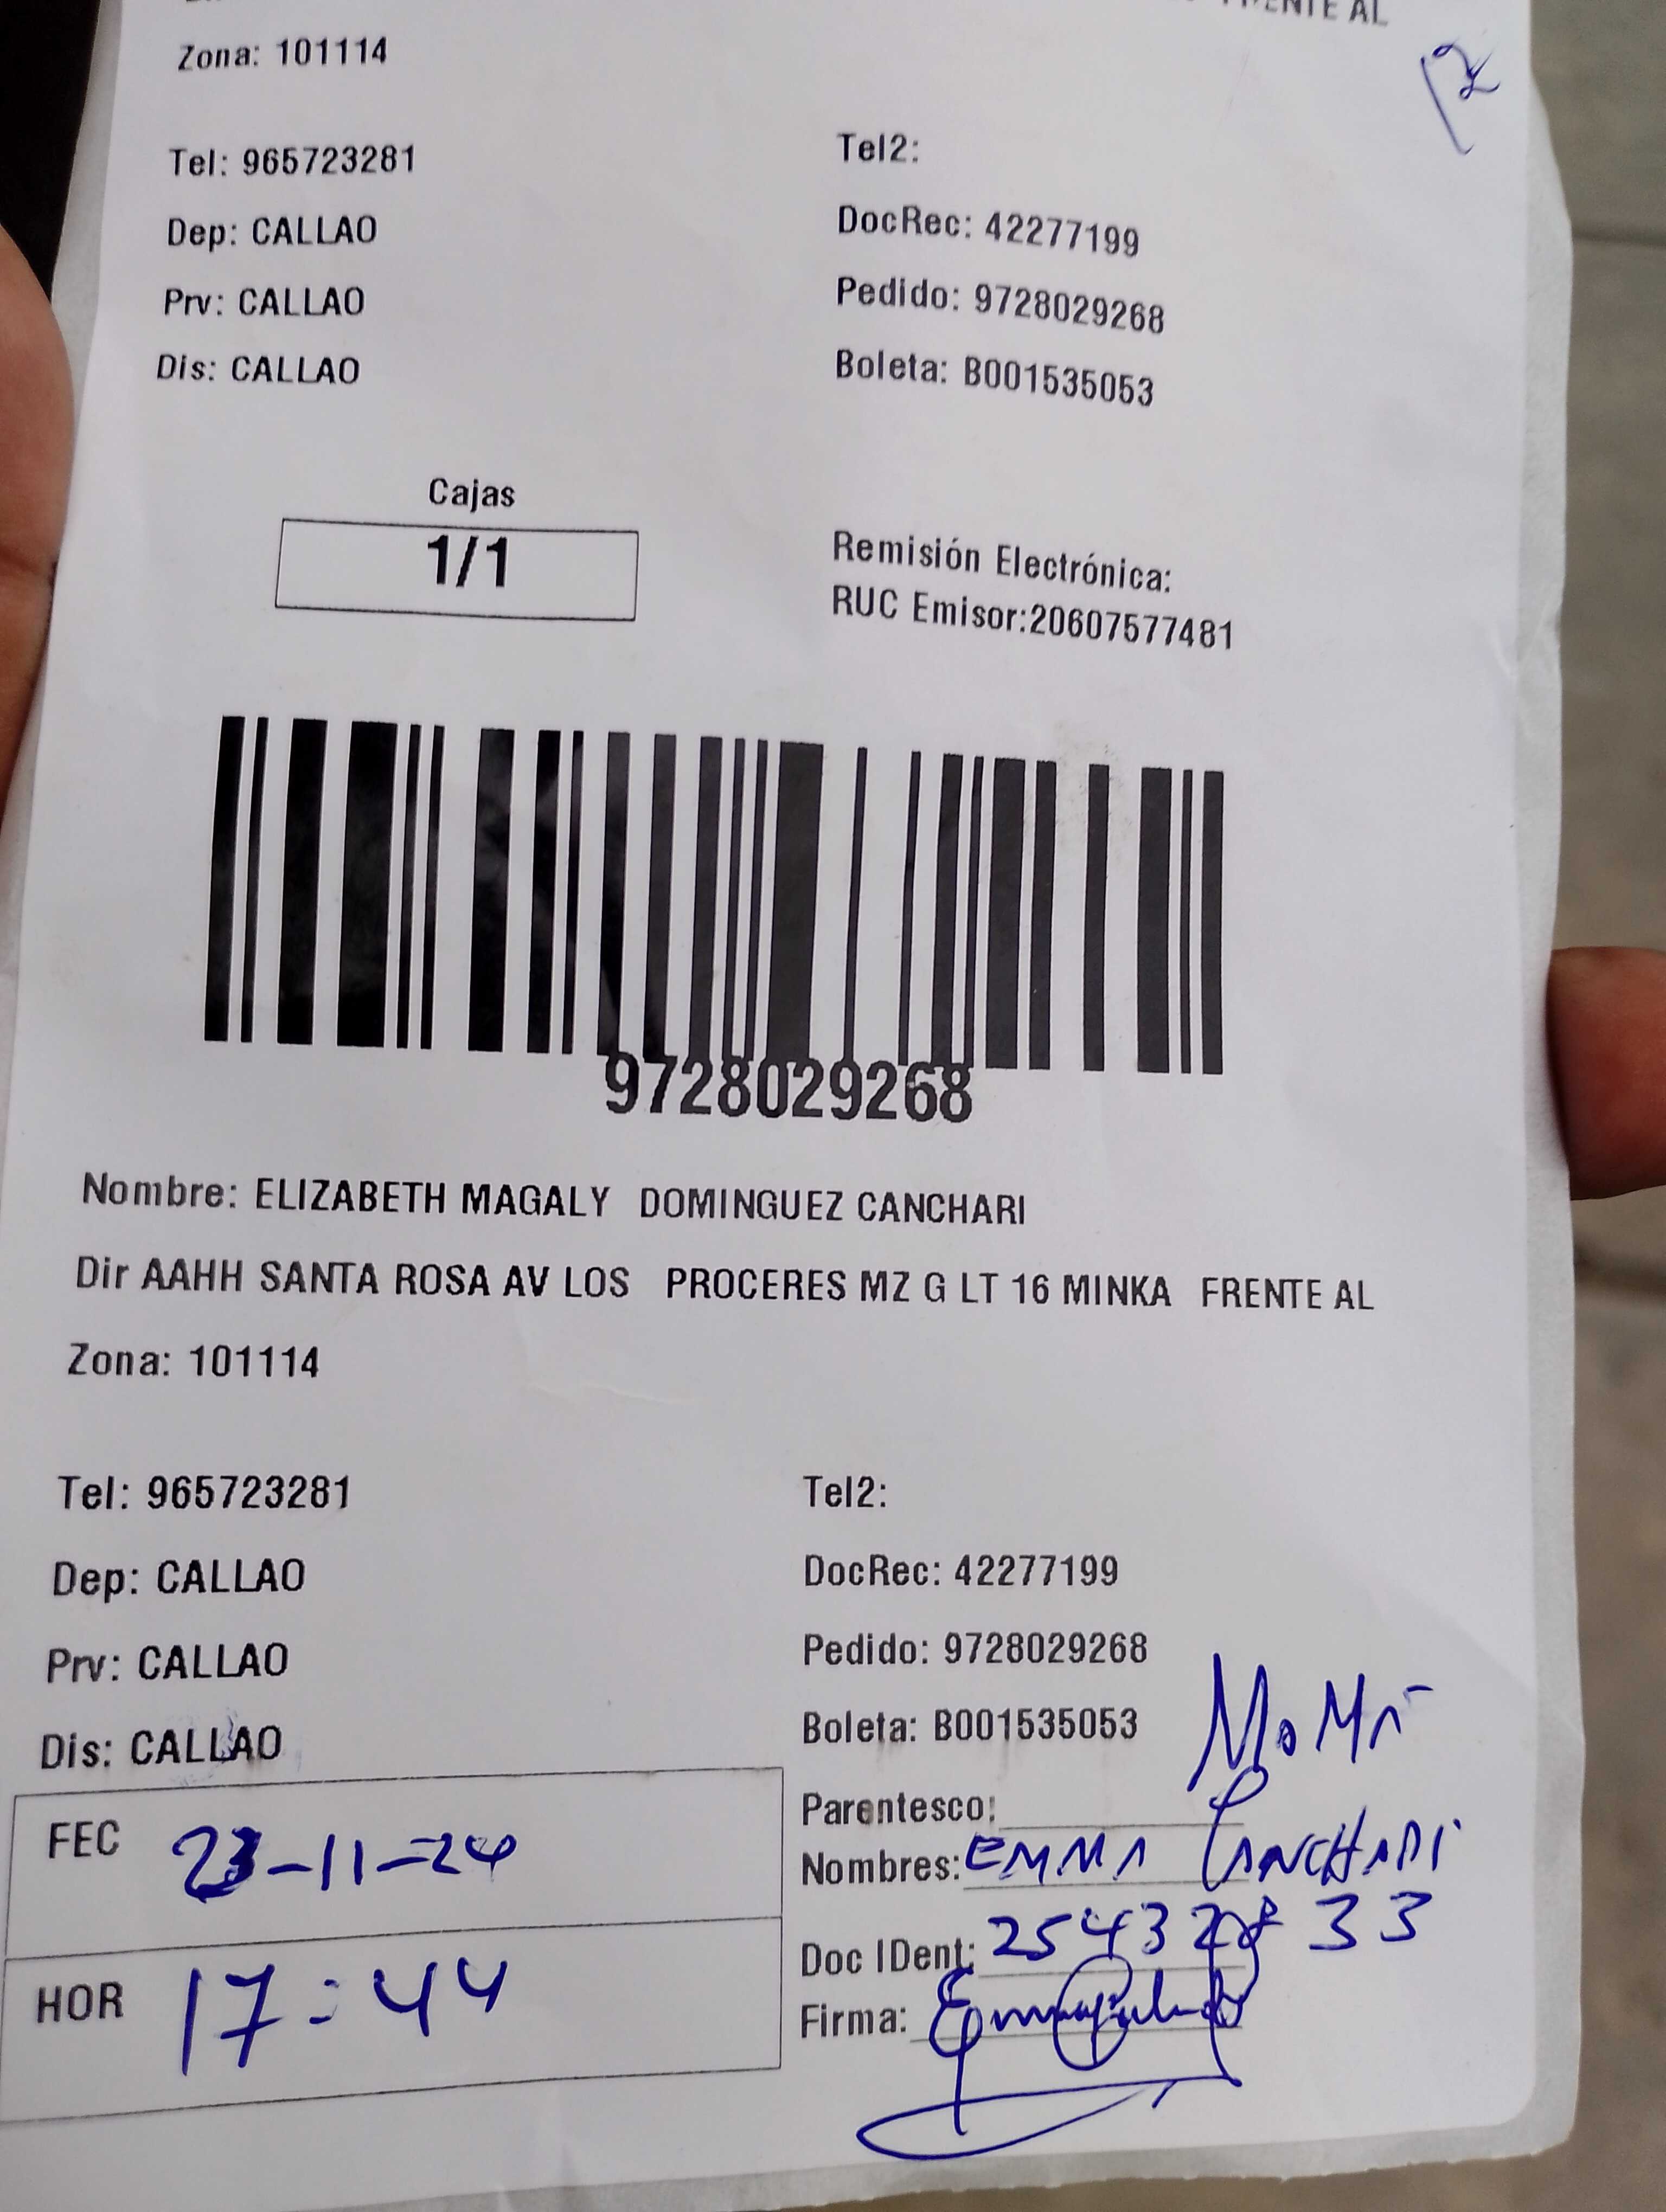 FRENTE AL
Zona: 101114
Tel: 965723281
Tel2:
Dep: CALLAO
DocRec: 42277199
Prv: CALLAO
Pedido: 9728029268
Dis: CALLAO
Boleta: B001535053
Cajas
1/1
Remisión Electrónica:
RUC Emisor:20607577481
9728029268
Nombre: ELIZABETH MAGALY DOMINGUEZ CANCHARI
Dir AAHH SANTA ROSA AV LOS PROCERES MZ G LT 16 MINKA FRENTE AL
Zona: 101114
Tel: 965723281
Tel2:
Dep: CALLAO
DocRec: 42277199
Prv: CALLAO
Pedido: 9728029268
Dis: CALLAO
Boleta: B001535053
Parentesco:
FEC 23-11-24
Nombres: EMMA CANCHARI
Doc IDent:
HOR 17:44
Firma: